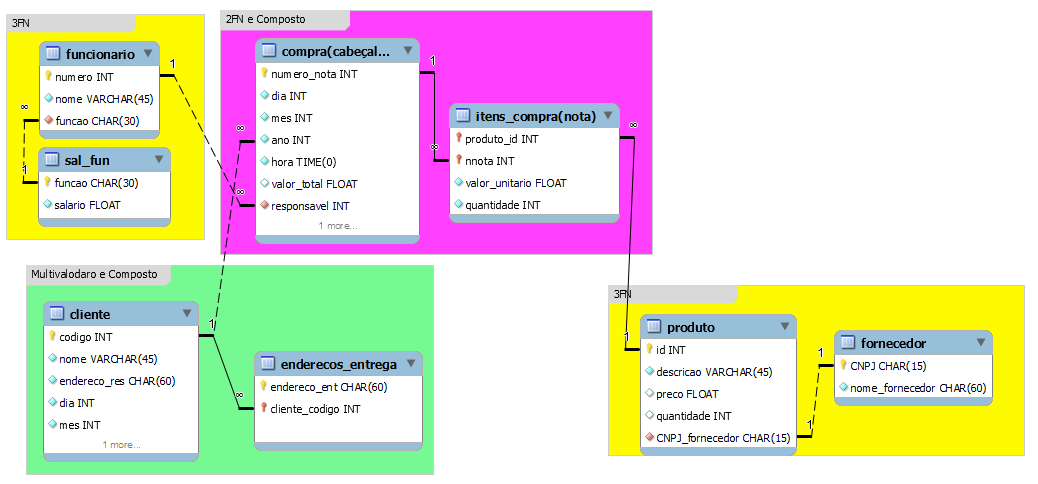 3FN
funcionario
numero INT
nome VARCHAR(45)
funcao CHAR(30)
sal_fun
funcao CHAR(30)
salario FLOAT
1
∞
1
2FN e Composto
compra(cabeçal...
numero_nota INT
dia INT
mes INT
ano INT
hora TIME(0)
valor_total FLOAT
responsavel INT
1 more...
∞
∞
1
∞
itens_compra(nota)
produto_id INT
nnota INT
valor_unitario FLOAT
quantidade INT
∞
Multivalodaro e Composto
cliente
codigo INT
nome VARCHAR(45)
endereco_res CHAR(60)
dia INT
mes INT
1 more...
1
∞
enderecos_entrega
endereco_ent CHAR(60)
cliente_codigo INT
3FN
produto
id INT
descricao VARCHAR(45)
preco FLOAT
quantidade INT
CNPJ_fornecedor CHAR(15)
1
1
1
fornecedor
CNPJ CHAR(15)
nome_fornecedor CHAR(60)